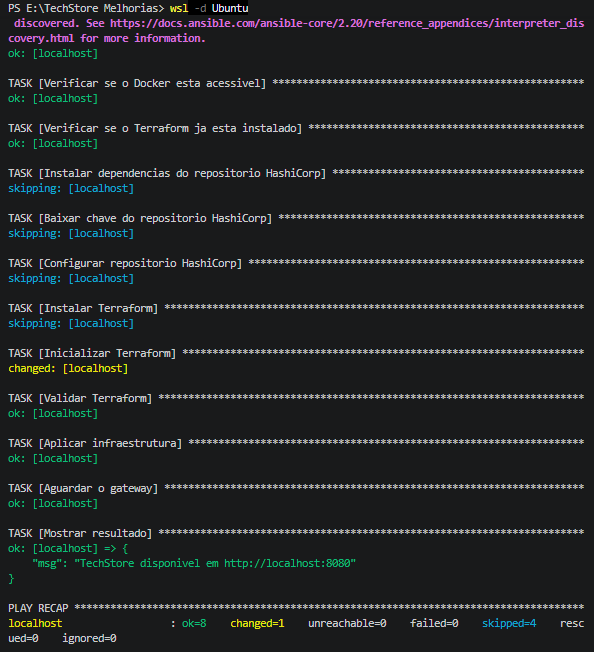 PS E:\TechStore Melhorias> wsl -d Ubuntu
 discovered. See https://docs.ansible.com/ansible-core/2.20/reference_appendices/interpreter_dis
covery.html for more information.
ok: [localhost]

TASK [Verificar se o Docker esta acessivel] ****************************************************
ok: [localhost]

TASK [Verificar se o Terraform ja esta instalado] **********************************************
ok: [localhost]

TASK [Instalar dependencias do repositorio HashiCorp] ******************************************
skipping: [localhost]

TASK [Baixar chave do repositorio HashiCorp] ***************************************************
skipping: [localhost]

TASK [Configurar repositorio HashiCorp] ********************************************************
skipping: [localhost]

TASK [Instalar Terraform] **********************************************************************
skipping: [localhost]

TASK [Inicializar Terraform] *******************************************************************
changed: [localhost]

TASK [Validar Terraform] ***********************************************************************
ok: [localhost]

TASK [Aplicar infraestrutura] ******************************************************************
ok: [localhost]

TASK [Aguardar o gateway] **********************************************************************
ok: [localhost]

TASK [Mostrar resultado] ***********************************************************************
ok: [localhost] => {
    "msg": "TechStore disponivel em http://localhost:8080"
}

PLAY RECAP *************************************************************************************
localhost                  : ok=8    changed=1    unreachable=0    failed=0    skipped=4    resc
ued=0    ignored=0